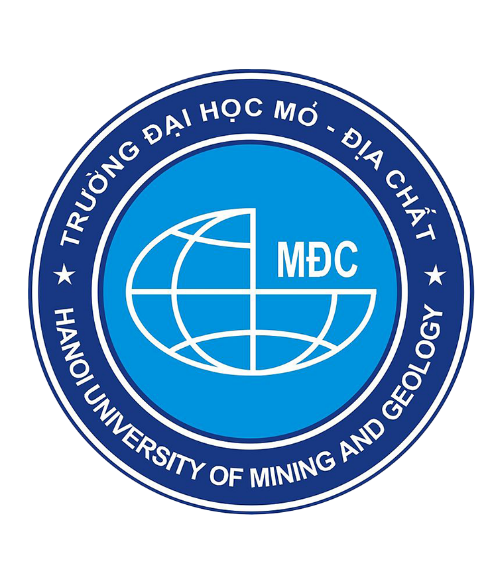 TRƯỜNG ĐẠI HỌC MỎ - ĐỊA CHẤT
MĐC
HANOI UNIVERSITY OF MINING AND GEOLOGY